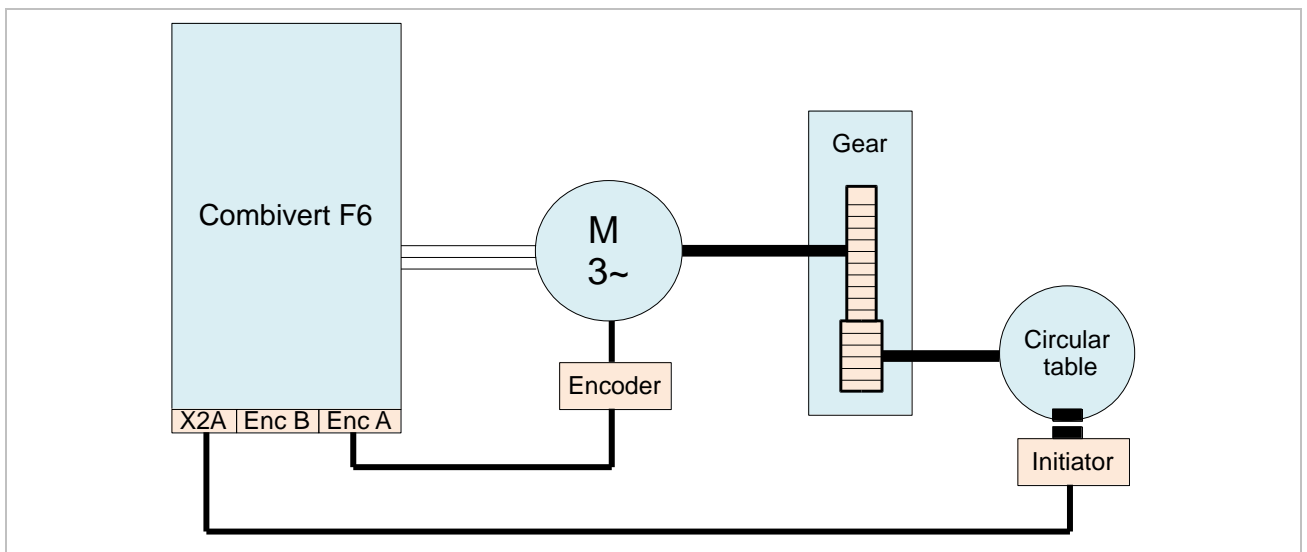 Combivert F6
X2A
Enc B
Enc A
M
3~
Encoder
Gear
Circular
table
Initiator